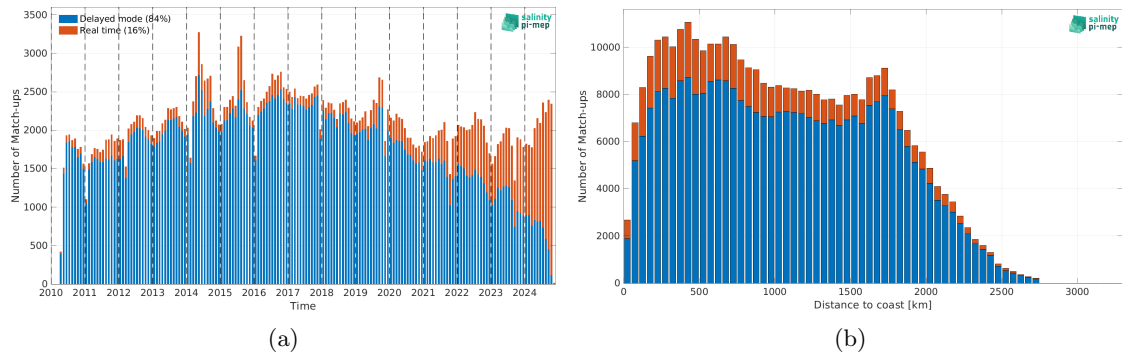 Delayed mode (84%)
Real time (16%)
salinity
pi-mep
Number of Match-ups
3500
3000
2500
2000
1500
1000
500
0
2010 2011 2012 2013 2014 2015 2016 2017 2018 2019 2020 2021 2022 2023 2024
Time
(a)
salinity
pi-mep
Number of Match-ups
10000
8000
6000
4000
2000
0
0 500 1000 1500 2000 2500 3000
Distance to coast [km]
(b)